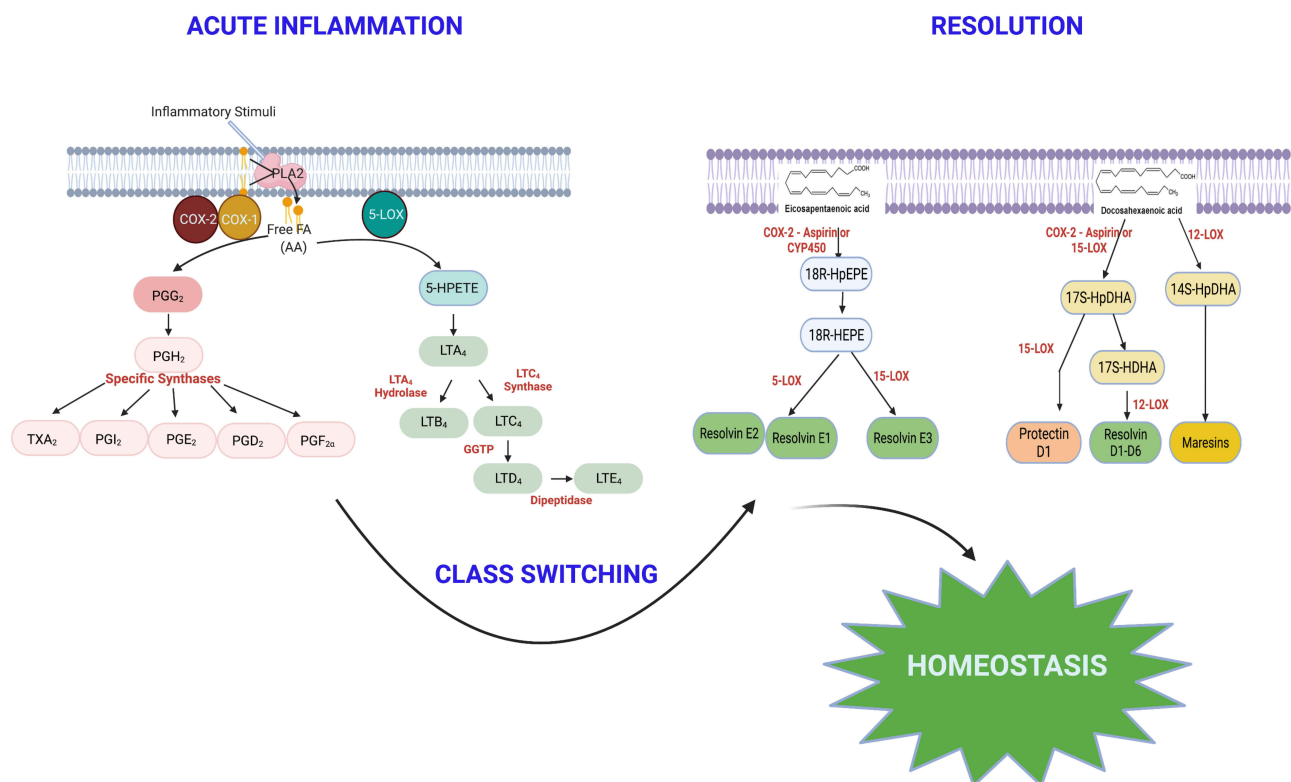 ACUTE INFLAMMATION
RESOLUTION
Inflammatory Stimuli
PLA2
COX-2
COX-1
5-LOX
Free FA
(AA)
PGG₂
PGH₂
Specific Synthases
TXA₂
PGI₂
PGE₂
PGD₂
PGF₂α
5-HPETE
LTA₄
LTA₄
Hydrolase
LTC₄
Synthase
LTB₄
LTC₄
GGTP
LTD₄
LTE₄
Dipeptidase
COOH
CH₃
Eicosapentaenoic acid
COX-2 - Aspirin or
CYP450
18R-HpEPE
18R-HEPE
5-LOX
15-LOX
Resolvin E2
Resolvin E1
Resolvin E3
COOH
CH₃
Docosahexaenoic acid
COX-2 - Aspirin or
15-LOX
12-LOX
17S-HpDHA
14S-HpDHA
15-LOX
17S-HDHA
12-LOX
Protectin
D1
Resolvin
D1-D6
Maresins
CLASS SWITCHING
HOMEOSTASIS